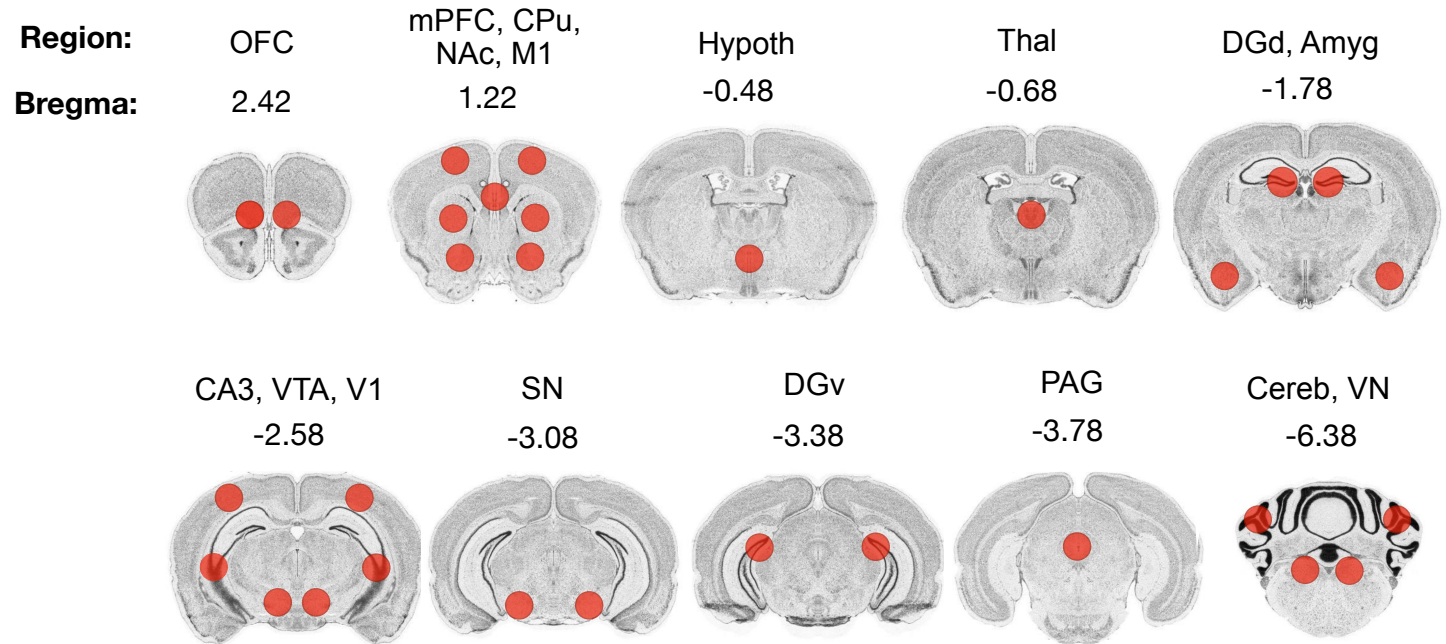 Region:
OFC
mPFC, CPu,
NAc, M1
Hypoth
Thal
DGd, Amyg
Bregma:
2.42
1.22
-0.48
-0.68
-1.78
CA3, VTA, V1
SN
DGv
PAG
Cereb, VN
-2.58
-3.08
-3.38
-3.78
-6.38